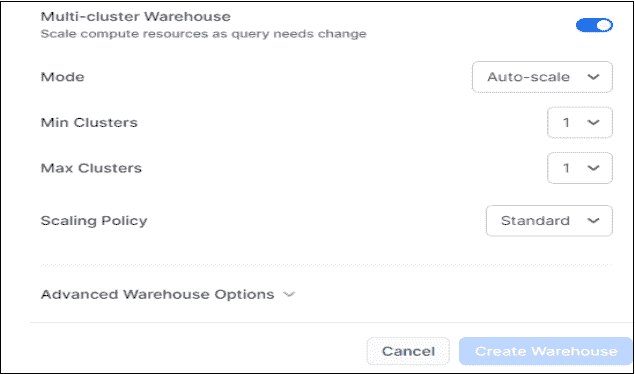 Multi-cluster Warehouse
Scale compute resources as query needs change
Mode Auto-scale
Min Clusters 1
Max Clusters 1
Scaling Policy Standard
Advanced Warehouse Options
Cancel Create Warehouse